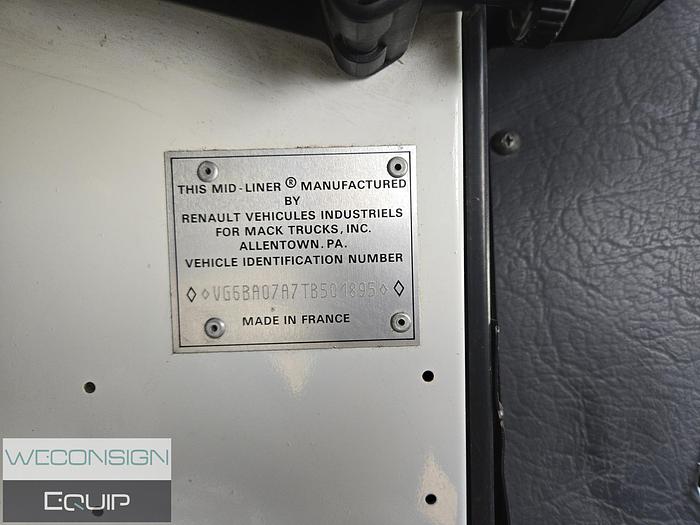 THIS MID-LINER ® MANUFACTURED
BY
RENAULT VEHICULES INDUSTRIELS
FOR MACK TRUCKS, INC.
ALLENTOWN. PA.
VEHICLE IDENTIFICATION NUMBER
◇◇VG6BA07A7TB501895◇◇
MADE IN FRANCE
WECONSIGN
EQUIP